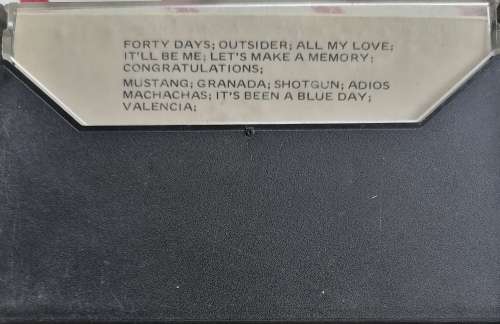 FORTY DAYS; OUTSIDER; ALL MY LOVE;
IT'LL BE ME; LET'S MAKE A MEMORY;
CONGRATULATIONS;
MUSTANG; GRANADA; SHOTGUN; ADIOS
MACHACHAS; IT'S BEEN A BLUE DAY;
VALENCIA;